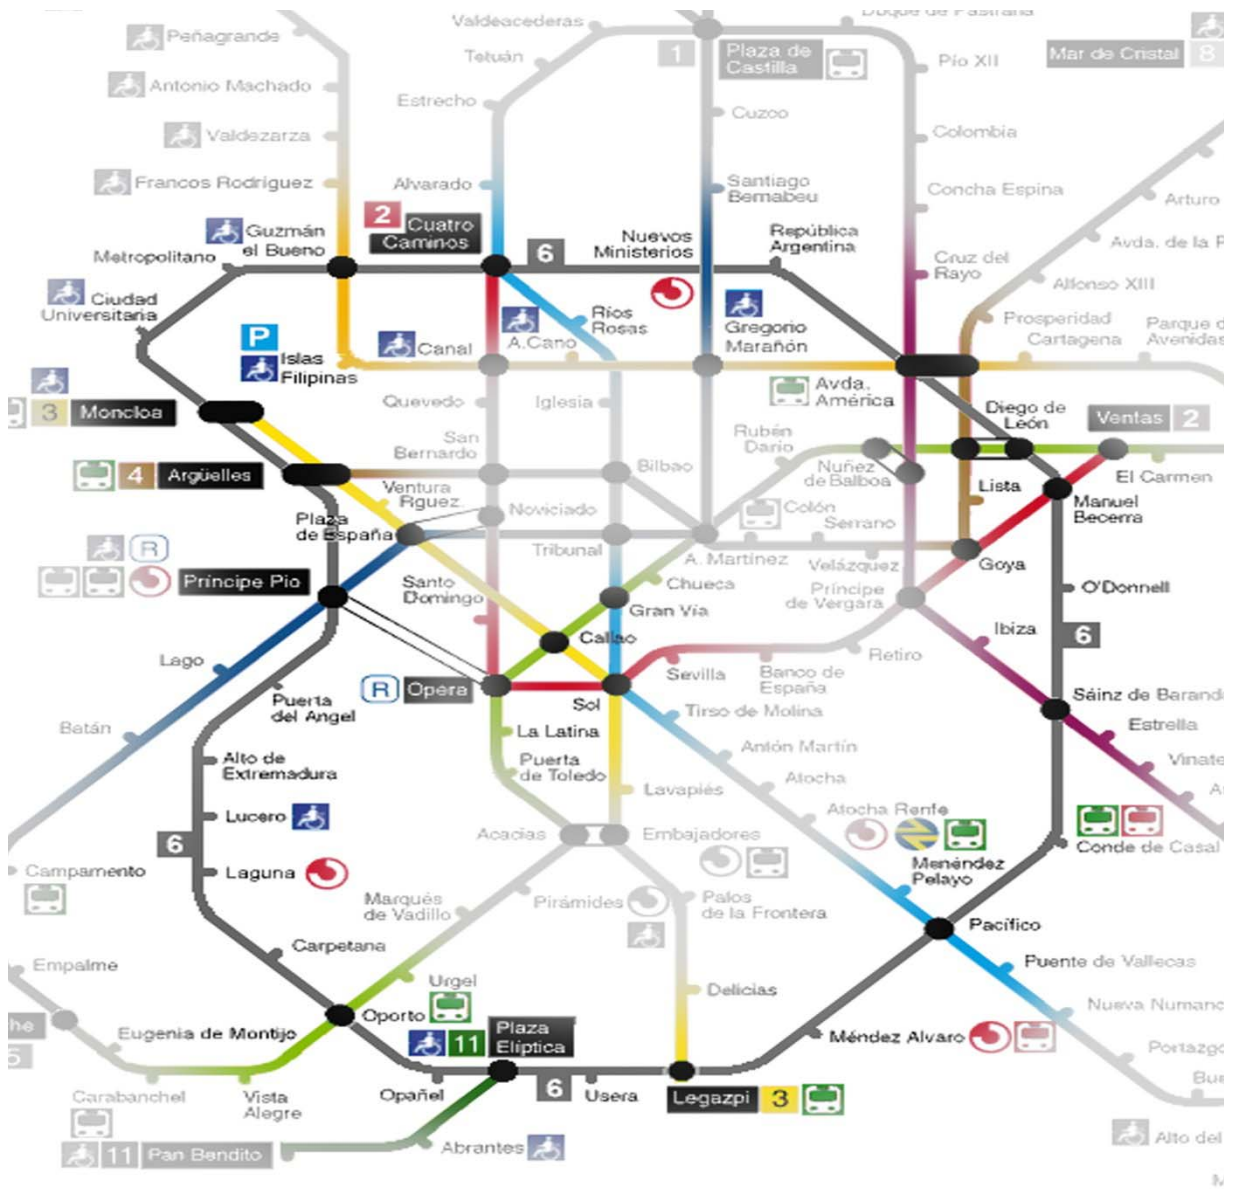 Valdeacederas
Peñagrande
Plaza de
Castilla
1
Mar de Cristal 8
Tetuán
Pío XII
Antonio Machado
Estrecho
Cuzco
Valdezarza
Colombia
Francos Rodríguez
Alvarado
Santiago
Bernabeu
Concha Espina
Arturo
2
Cuatro
Caminos
Guzmán
el Bueno
6
Nuevos
Ministerios
República
Argentina
Metropolitano
Avda. de la P
Cruz del
Rayo
Alfonso XIII
Ciudad
Universitaria
P
Islas
Filipinas
Canal
A.Cano
Ríos
Rosas
Gregorio
Marañón
Prosperidad
Cartagena
Parque d
Avenidas
3 Moncloa
Quevedo
Iglesia
Avda.
América
Diego de
León
Ventas 2
San
Bernardo
Rubén
Darío
4 Argüelles
Ventura
Rguez.
Bilbao
Nuñez
de Balboa
Lista
El Carmen
Manuel
Becerra
Plaza
de España
Noviciado
Colón
Serrano
Tribunal
A. Martínez
Velázquez
Goya
R
Príncipe Pío
Santo
Domingo
Chueca
Gran Vía
Príncipe
de Vergara
O'Donnell
Callao
Ibiza
6
Lago
Retiro
R Opera
Sol
Sevilla
Banco de
España
Puerta
del Angel
Sáinz de Barand
Tirso de Molina
Estrella
Batán
La Latina
Antón Martín
Vinate
Alto de
Extremadura
Puerta
de Toledo
Atocha
Lavapiés
Lucero
Atocha Renfe
6
Acacias
Embajadores
Conde de Casal
Campamento
Laguna
Menéndez
Pelayo
Marqués
de Vadillo
Pirámides
Palos
de la Frontera
Pacífico
Carpetana
Empalme
Puente de Vallecas
Urgel
Delicias
Nueva Numanc
he
5
Oporto
Eugenia de Montijo
11
Plaza
Elíptica
Méndez Alvaro
Portazgo
Carabanchel
Vista
Alegre
Opañel
6
Usera
Legazpi 3
Bue
11 Pan Bendito
Abrantes
Alto del